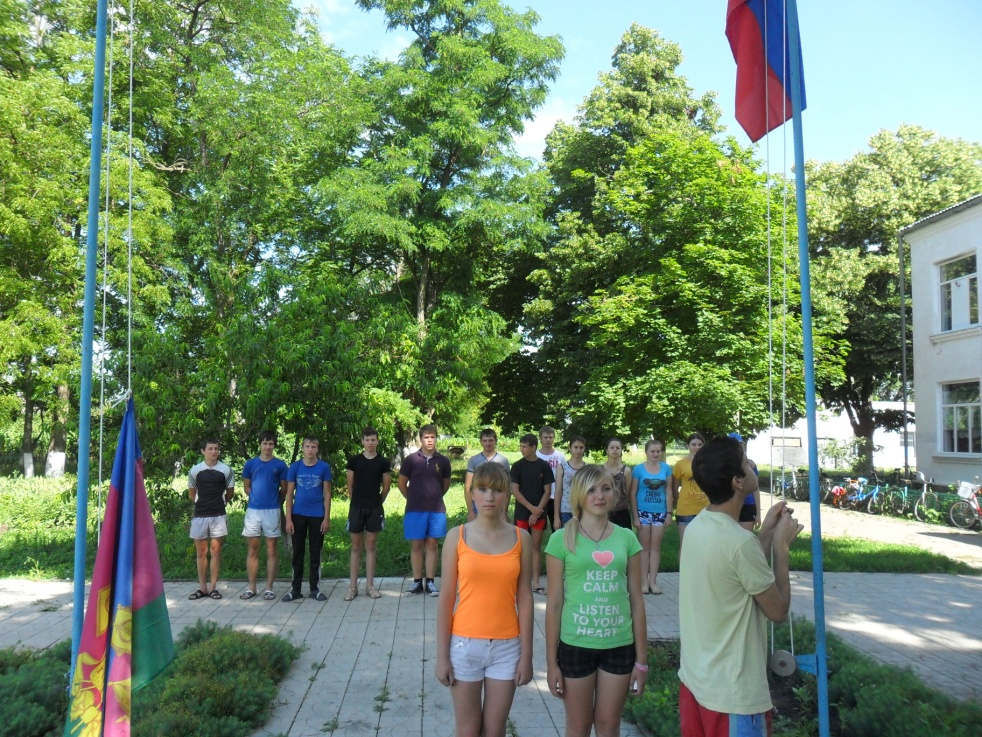 KEEP
CALM
AND
LISTEN
TO YOUR
HEART